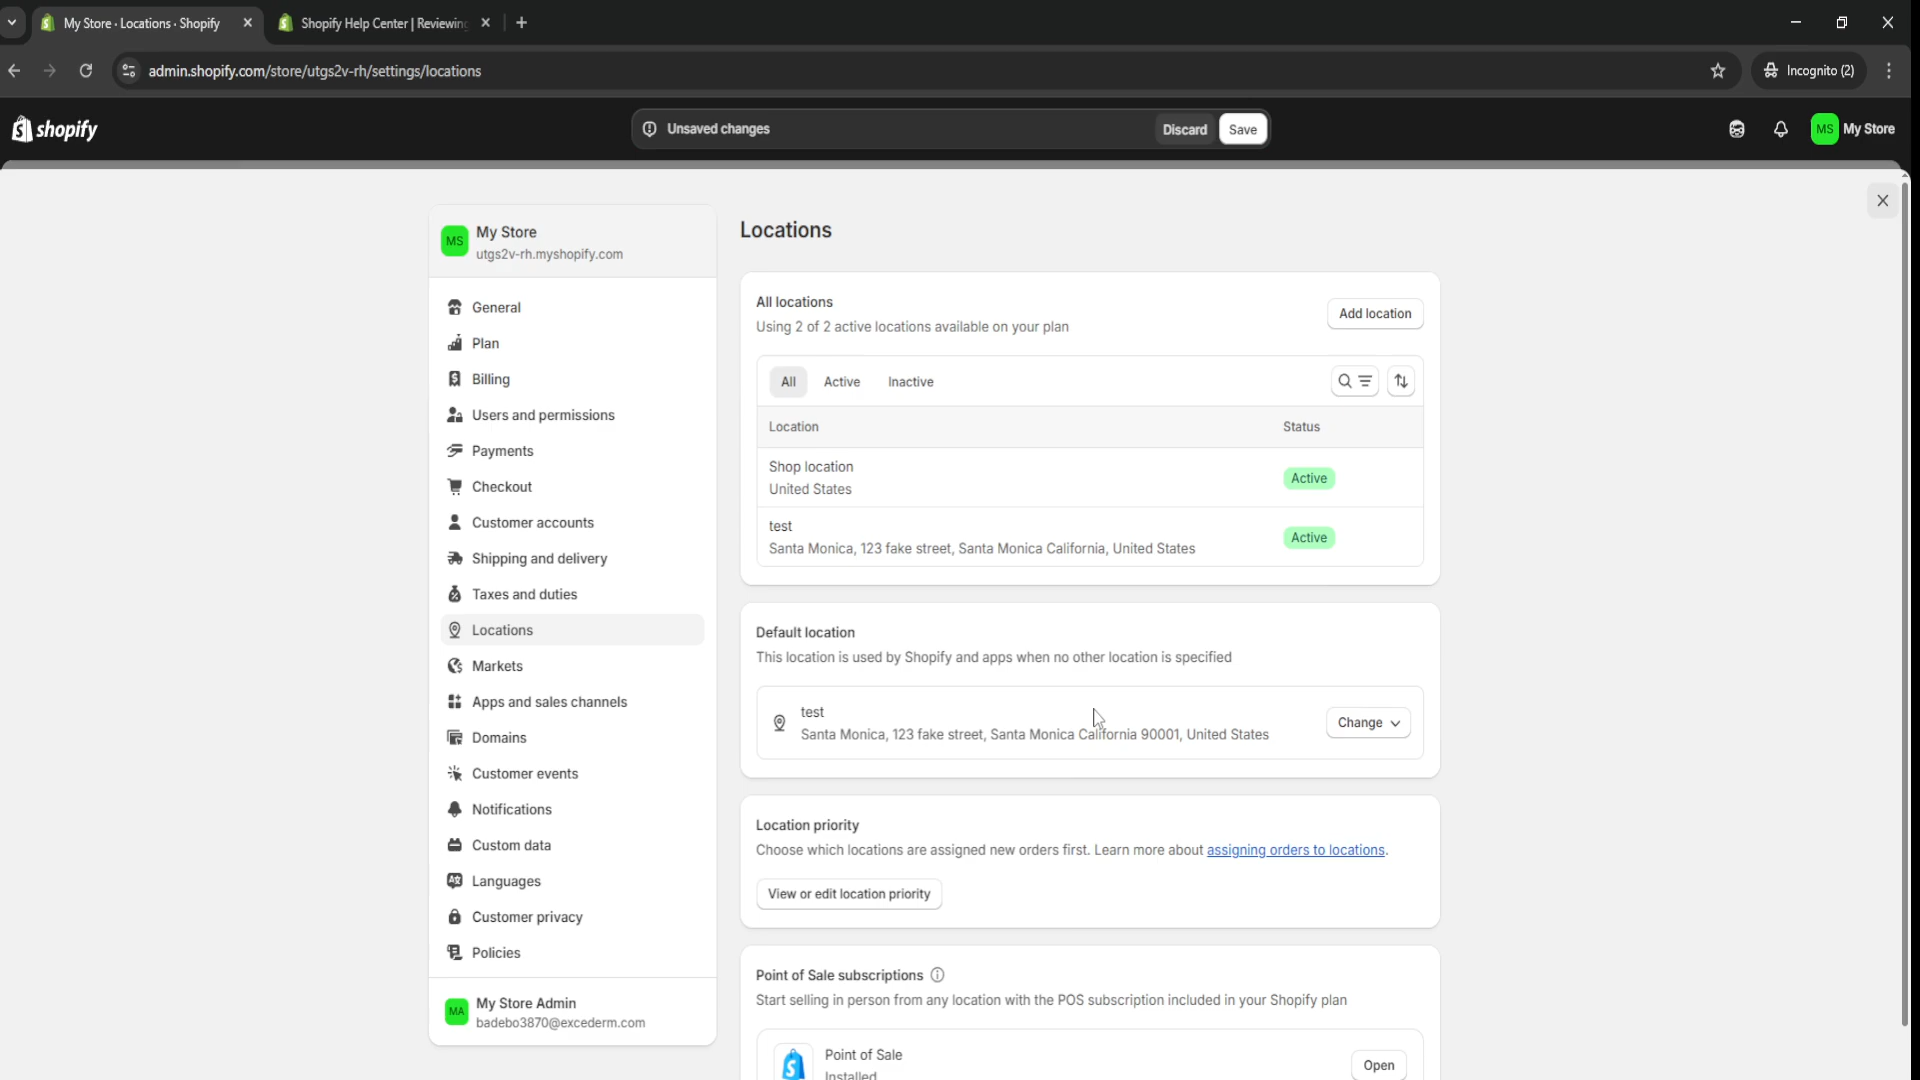 My Store · Locations · Shopify
Shopify Help Center | Reviewing
admin.shopify.com/store/utgs2v-rh/settings/locations
Incognito (2)
shopify
Unsaved changes
Discard
Save
MS
My Store
MS
My Store
utgs2v-rh.myshopify.com
General
Plan
Billing
Users and permissions
Payments
Checkout
Customer accounts
Shipping and delivery
Taxes and duties
Locations
Markets
Apps and sales channels
Domains
Customer events
Notifications
Custom data
Languages
Customer privacy
Policies
MA
My Store Admin
badebo3870@excederm.com
Locations
All locations
Using 2 of 2 active locations available on your plan
Add location
All
Active
Inactive
Location
Status
Shop location
United States
Active
test
Santa Monica, 123 fake street, Santa Monica California, United States
Active
Default location
This location is used by Shopify and apps when no other location is specified
test
Santa Monica, 123 fake street, Santa Monica California 90001, United States
Change
Location priority
Choose which locations are assigned new orders first. Learn more about assigning orders to locations.
View or edit location priority
Point of Sale subscriptions
Start selling in person from any location with the POS subscription included in your Shopify plan
Point of Sale
Installed
Open